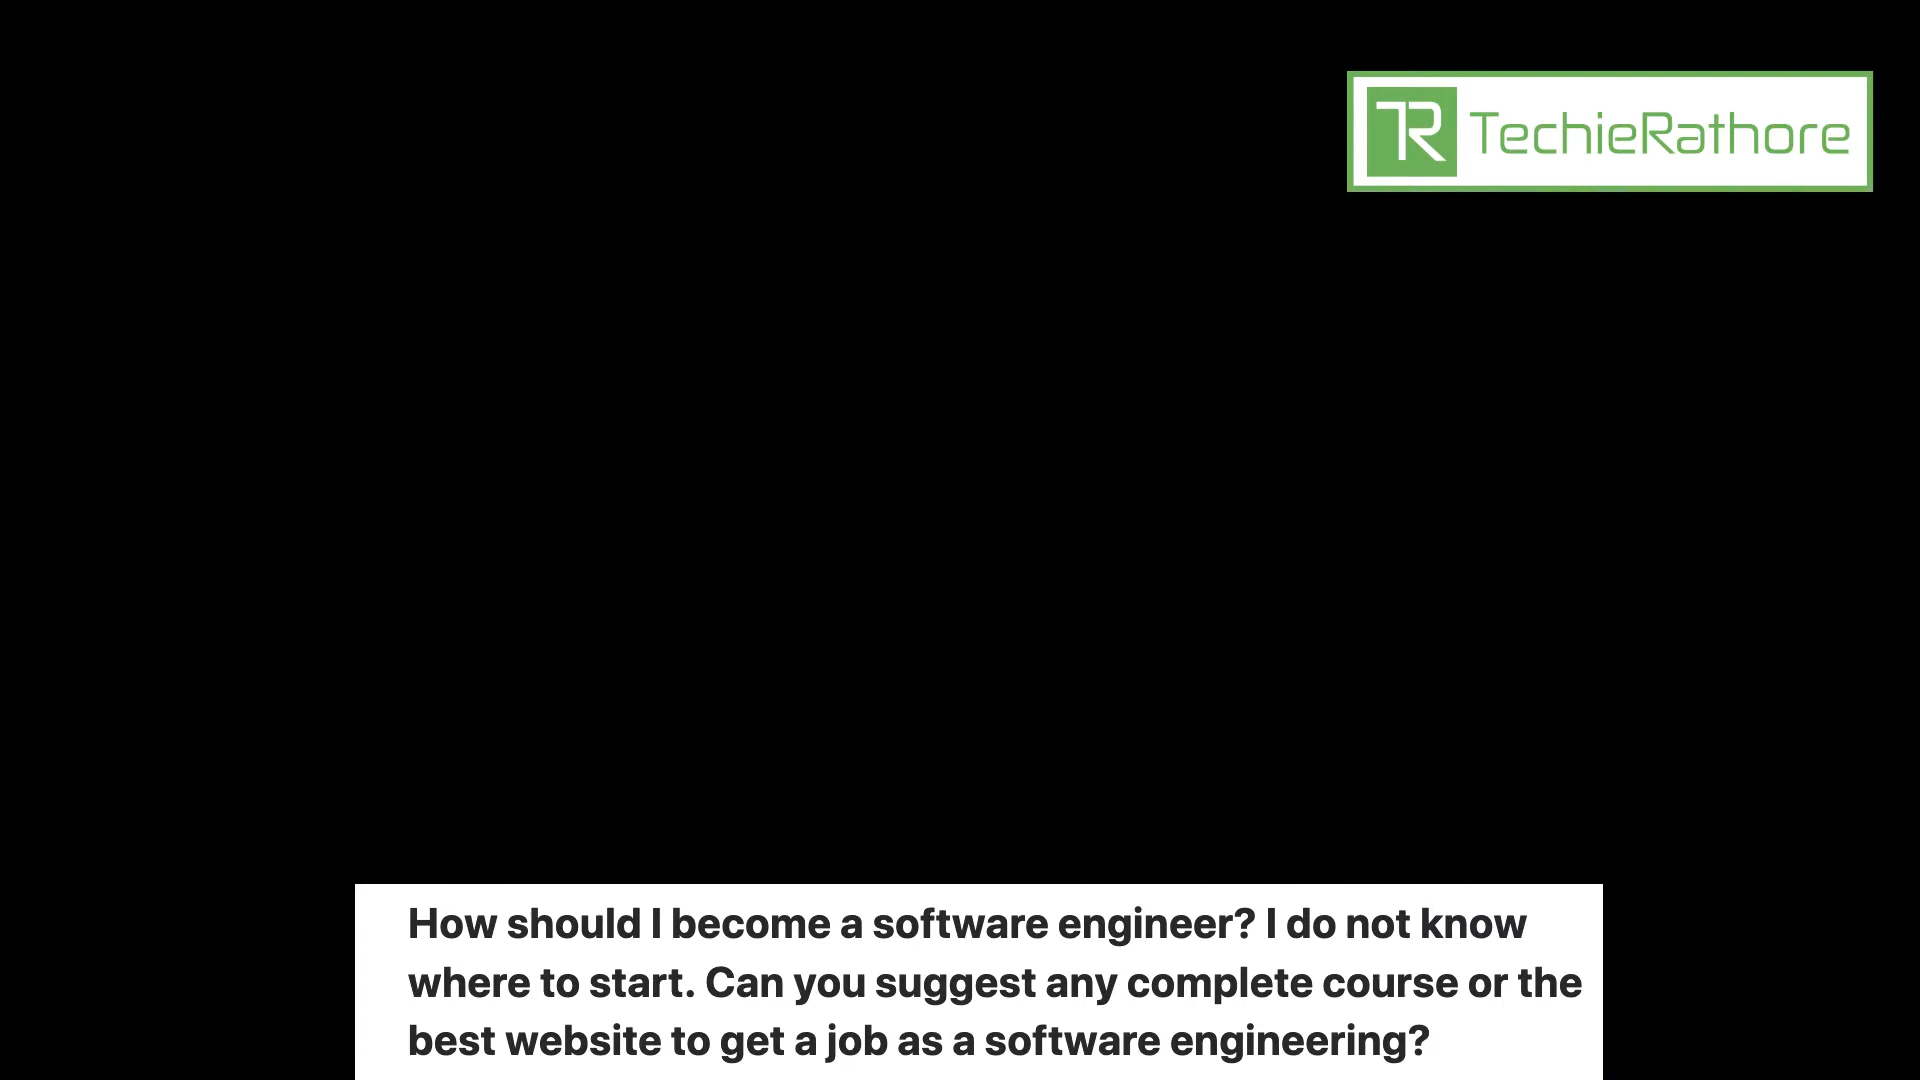 TR TechieRathore
How should I become a software engineer? I do not know
where to start. Can you suggest any complete course or the
best website to get a job as a software engineering?